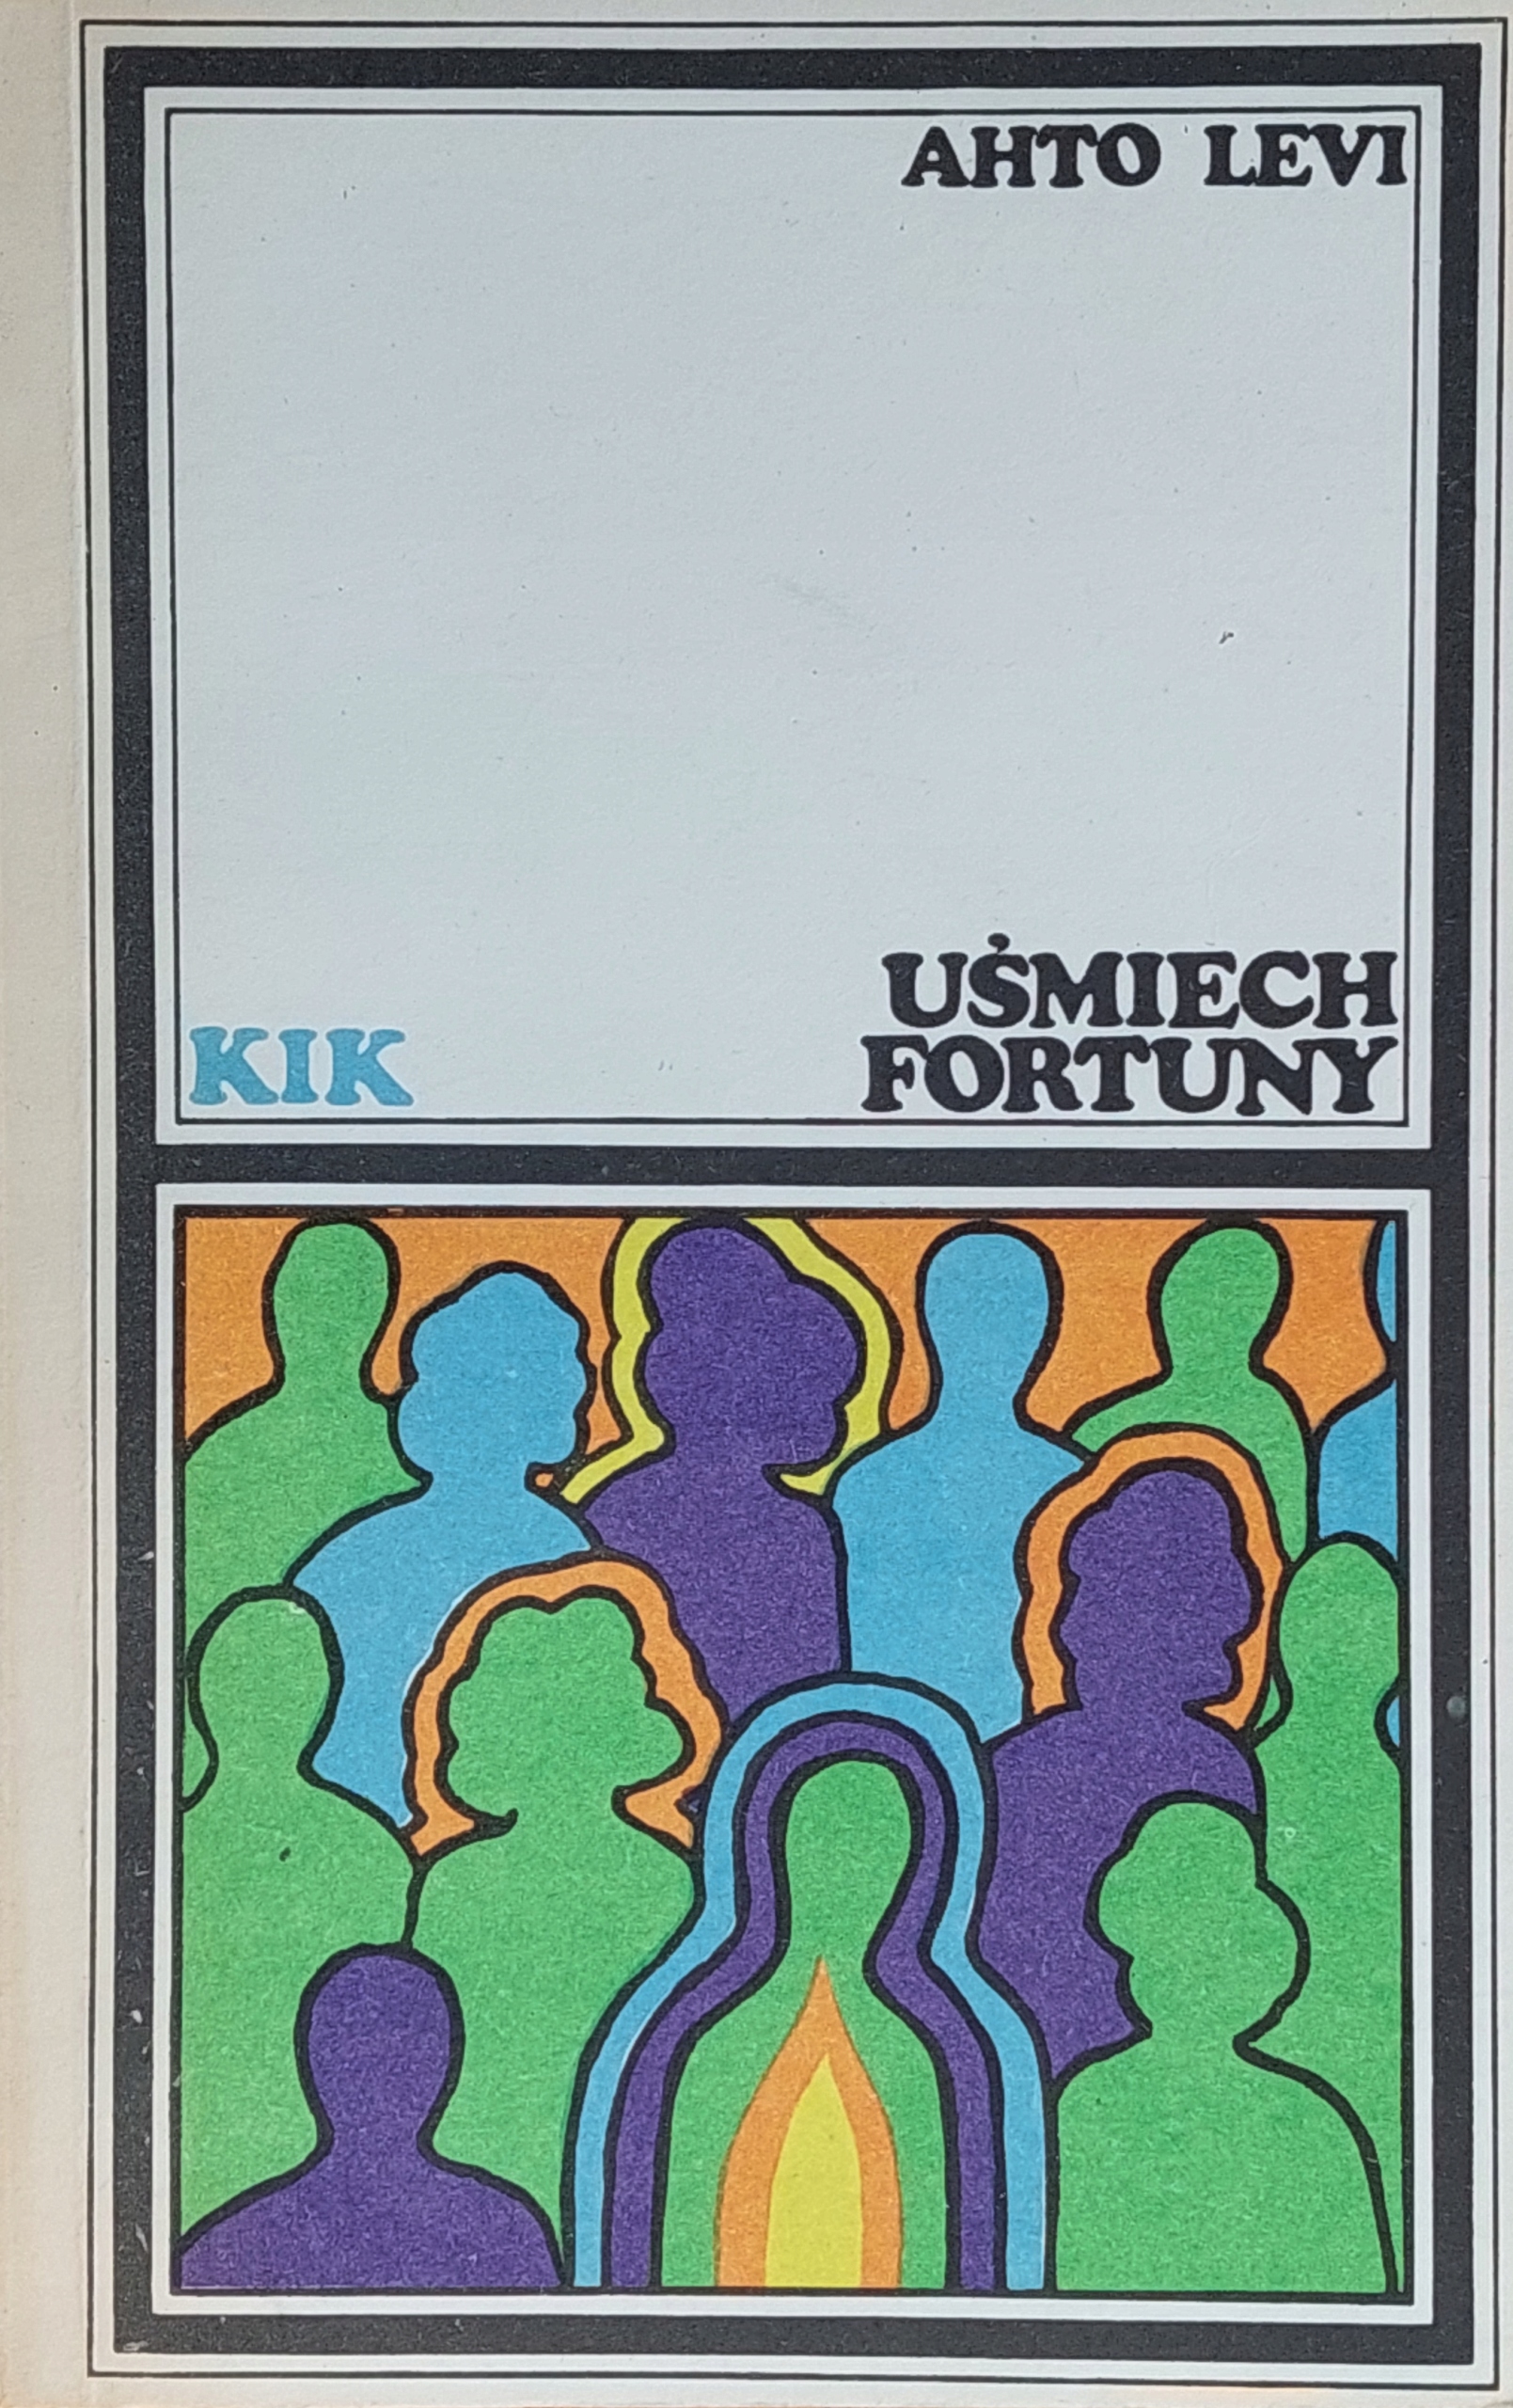 AHTO LEVI
UŚMIECH
FORTUNY
KIK